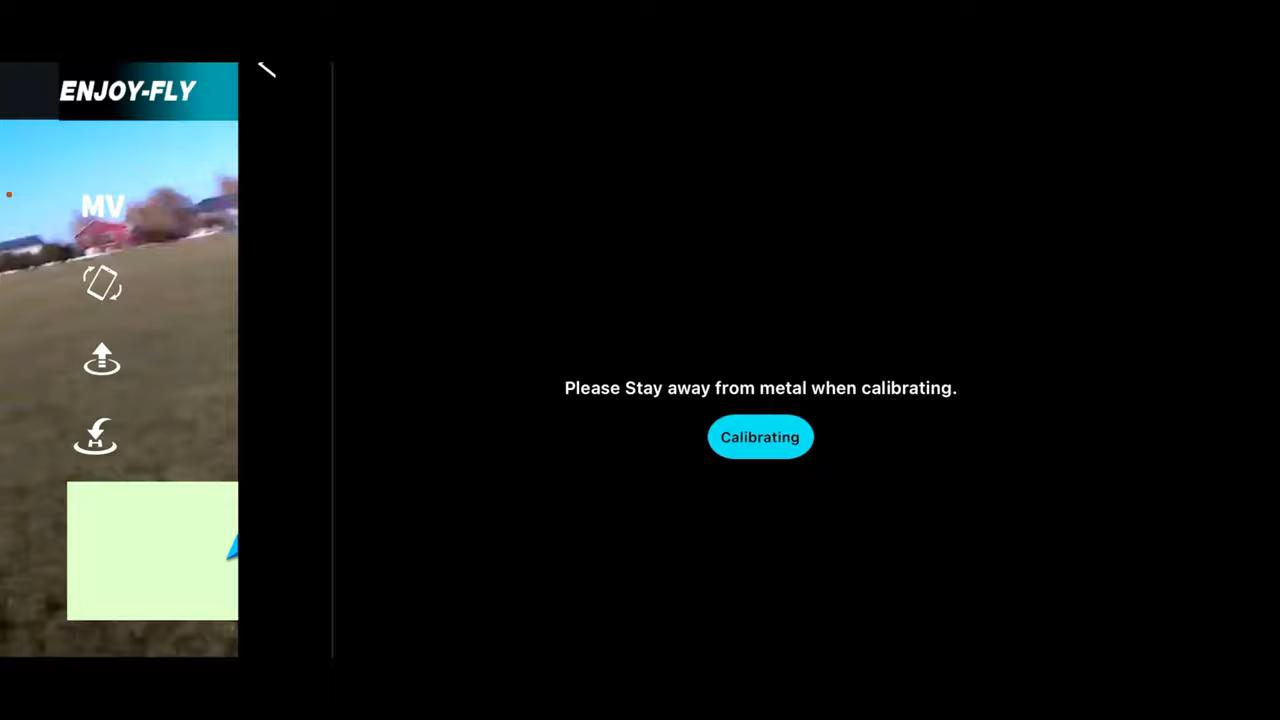 ENJOY-FLY
MV
Please Stay away from metal when calibrating.
Calibrating